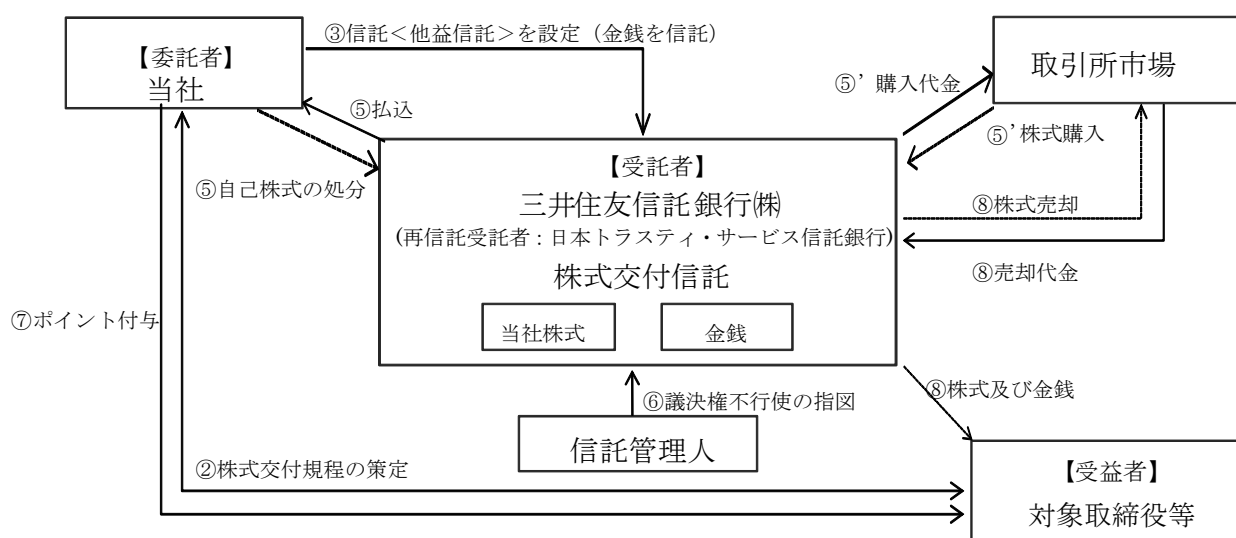 ③信託＜他益信託＞を設定（金銭を信託）
【委託者】
当社
取引所市場
⑤’購入代金
⑤払込
⑤’株式購入
【受託者】
⑤自己株式の処分
三井住友信託銀行㈱
⑧株式売却
(再信託受託者：日本トラスティ・サービス信託銀行)
株式交付信託
⑧売却代金
⑦ポイント付与
当社株式
金銭
⑧株式及び金銭
⑥議決権不行使の指図
信託管理人
②株式交付規程の策定
【受益者】
対象取締役等